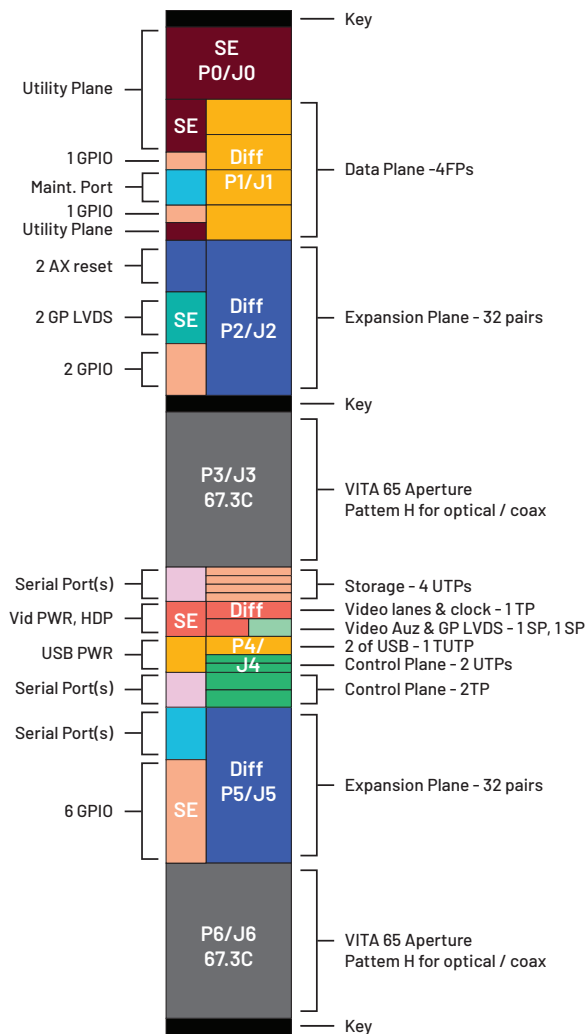 Key
SE
P0/J0
Utility Plane
SE
Diff
P1/J1
1 GPIO
Maint. Port
1 GPIO
Utility Plane
Data Plane -4FPs
2 AX reset
2 GP LVDS
SE
2 GPIO
Diff
P2/J2
Expansion Plane - 32 pairs
Key
P3/J3
67.3C
VITA 65 Aperture
Pattem H for optical / coax
Serial Port(s)
Storage - 4 UTPs
Vid PWR, HDP
SE
Diff
Video lanes & clock - 1 TP
Video Auz & GP LVDS - 1 SP, 1 SP
USB PWR
P4/
J4
2 of USB - 1 TUTP
Control Plane - 2 UTPs
Serial Port(s)
Control Plane - 2TP
Serial Port(s)
6 GPIO
SE
Diff
P5/J5
Expansion Plane - 32 pairs
P6/J6
67.3C
VITA 65 Aperture
Pattem H for optical / coax
Key